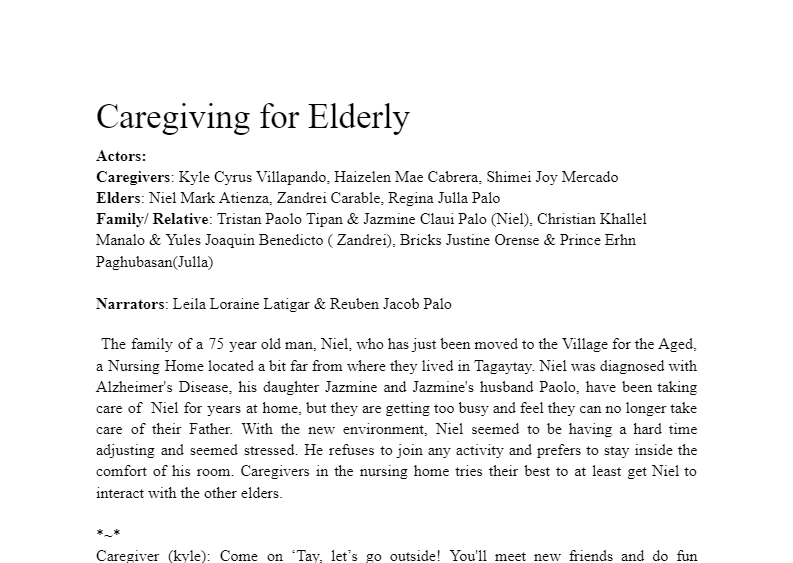 Caregiving for Elderly
Actors:
Caregivers: Kyle Cyrus Villapando, Haizelen Mae Cabrera, Shimei Joy Mercado
Elders: Niel Mark Atienza, Zandrei Carable, Regina Julla Palo
Family/ Relative: Tristan Paolo Tipan & Jazmine Claui Palo (Niel), Christian Khallel
Manalo & Yules Joaquin Benedicto ( Zandrei), Bricks Justine Orense & Prince Erhn
Paghubasan(Julla)
Narrators: Leila Loraine Latigar & Reuben Jacob Palo
The family of a 75 year old man, Niel, who has just been moved to the Village for the Aged,
a Nursing Home located a bit far from where they lived in Tagaytay. Niel was diagnosed with
Alzheimer's Disease, his daughter Jazmine and Jazmine's husband Paolo, have been taking
care of  Niel for years at home, but they are getting too busy and feel they can no longer take
care of their Father. With the new environment, Niel seemed to be having a hard time
adjusting and seemed stressed. He refuses to join any activity and prefers to stay inside the
comfort of his room. Caregivers in the nursing home tries their best to at least get Niel to
interact with the other elders.
*~*
Caregiver (kyle): Come on ‘Tay, let’s go outside! You'll meet new friends and do fun